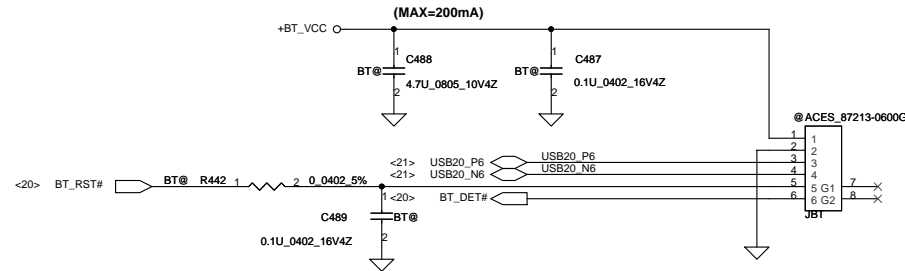 (MAX=200mA)
+BT_VCC
1
C488
BT@
4.7U_0805_10V4Z
2
1
C487
BT@
0.1U_0402_16V4Z
2
@ ACES_87213-0600G
1 1
2 2
<21> USB20_P6 USB20_P6 3 3
<21> USB20_N6 USB20_N6 4 4
<20> BT_RST# BT@ R442 1 2 0_0402_5% 5 5 G1 7
<20> BT_DET# 6 6 G2 8
JBT
1
C489
BT@
0.1U_0402_16V4Z
2